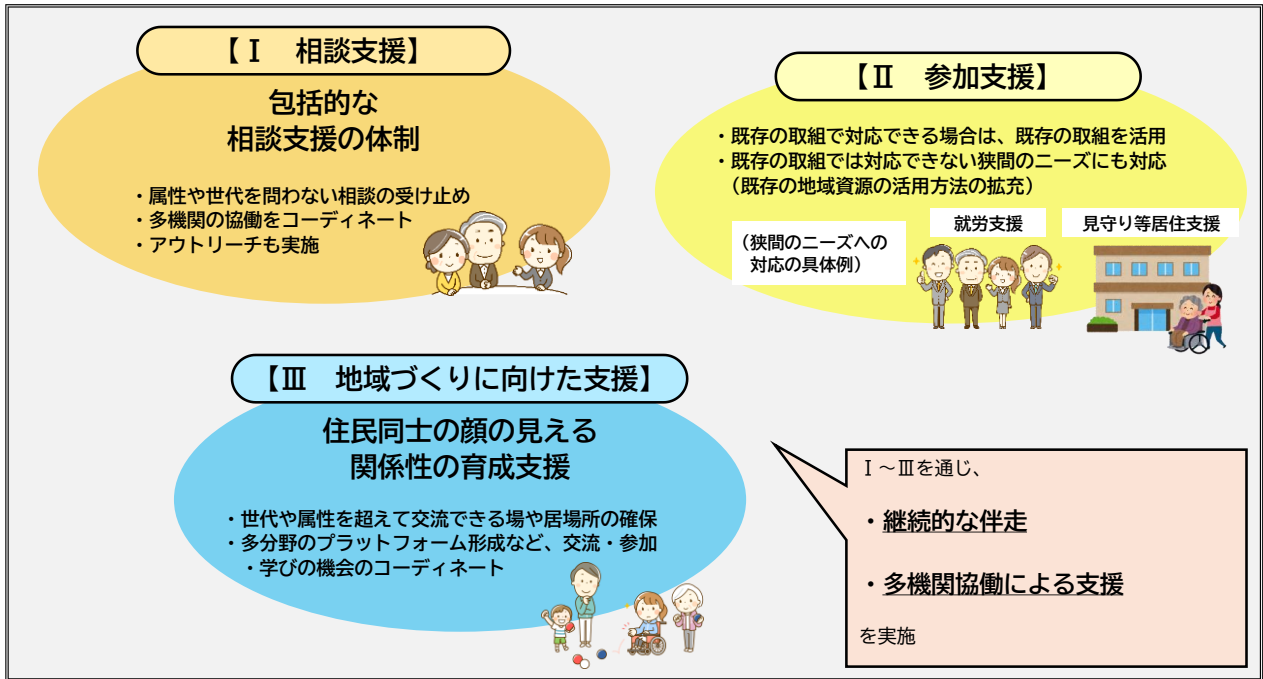 【Ⅰ　相談支援】
包括的な
相談支援の体制
・属性や世代を問わない相談の受け止め
・多機関の協働をコーディネート
・アウトリーチも実施
【Ⅱ　参加支援】
・既存の取組で対応できる場合は、既存の取組を活用
・既存の取組では対応できない狭間のニーズにも対応
（既存の地域資源の活用方法の拡充）
（狭間のニーズへの
対応の具体例）
就労支援
見守り等居住支援
【Ⅲ　地域づくりに向けた支援】
住民同士の顔の見える
関係性の育成支援
・世代や属性を超えて交流できる場や居場所の確保
・多分野のプラットフォーム形成など、交流・参加
・学びの機会のコーディネート
Ⅰ～Ⅲを通じ、
・継続的な伴走
・多機関協働による支援
を実施